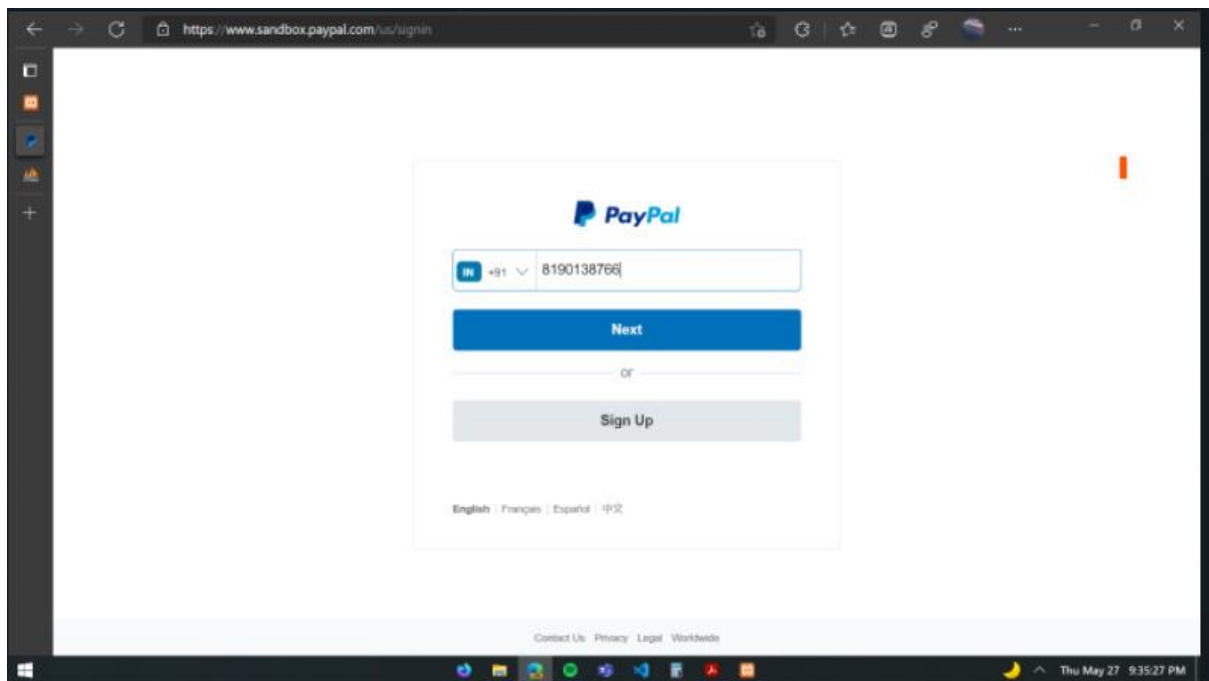 https://www.sandbox.paypal.com/us/signin
PayPal
IN +91 8190138766
Next
or
Sign Up
English | Français | Español | 中文
Contact Us Privacy Legal Worldwide
Thu May 27 9:35:27 PM